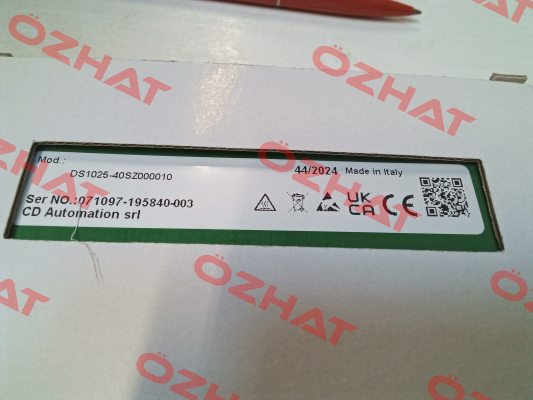 Mod.:
DS1025-40SZ000010
44/2024 Made in Italy
Ser NO.:071097-195840-003
CD Automation srl
UK
CA CE
ÖZHAT
ÖZHAT
ÖZHAT
ÖZHAT
ÖZHAT
ÖZHAT
ÖZHAT
ÖZHAT
ÖZHAT